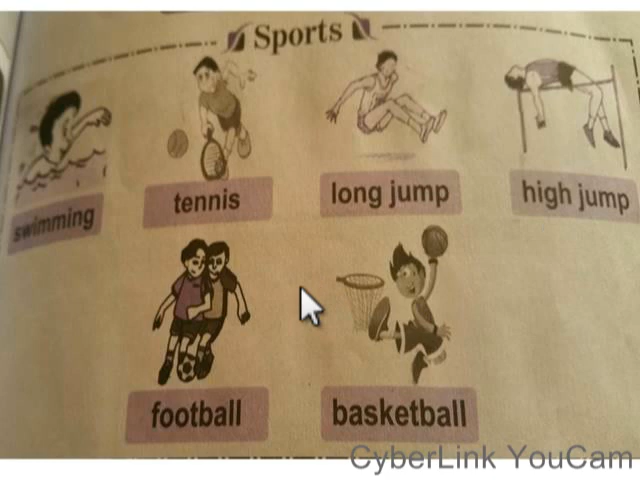 Sports
swimming
tennis
long jump
high jump
football
basketball
CyberLink YouCam